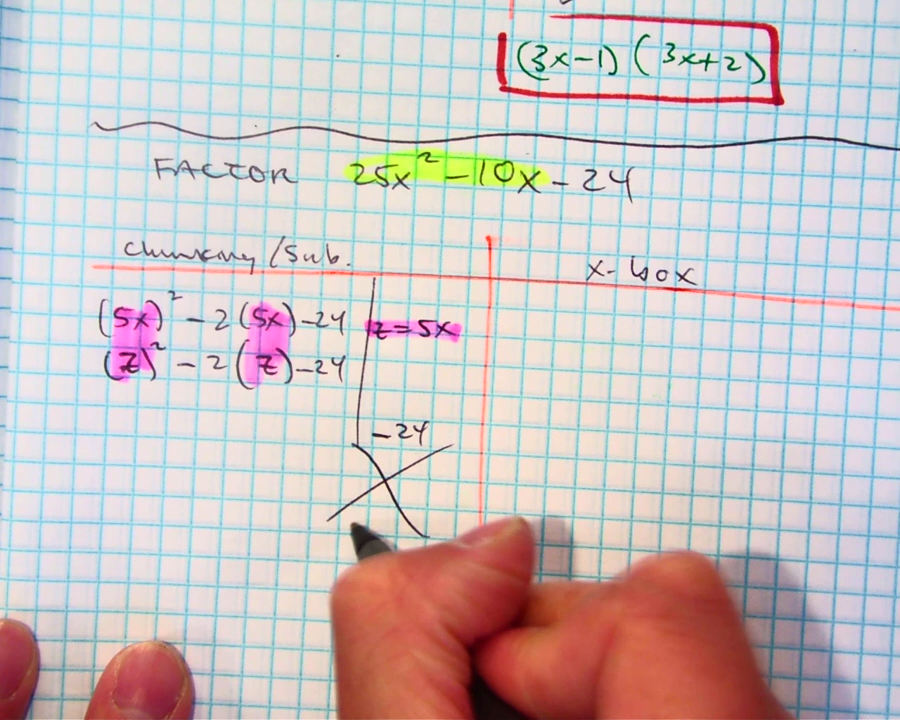 (3x-1) (3x+2)
FACTOR 25x² - 10x - 24
Chunking/Sub.
x-box
(5x)² - 2(5x) - 24
z = 5x
(z)² - 2(z) - 24
-24